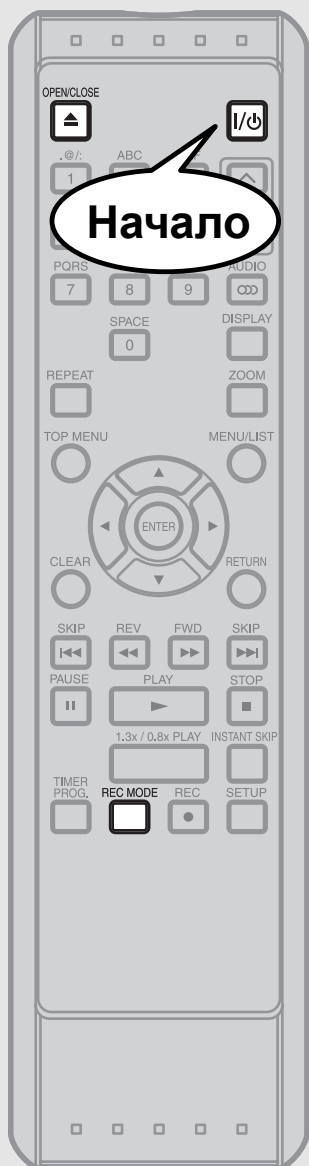 OPEN/CLOSE
I/
.@/: ABC
1
Начало
PQRS AUDIO
7 8 9
SPACE DISPLAY
0
REPEAT ZOOM
TOP MENU MENU/LIST
ENTER
CLEAR RETURN
SKIP REV FWD SKIP
PAUSE PLAY STOP
1.3x / 0.8x PLAY INSTANT SKIP
TIMER
PROG. REC MODE REC SETUP